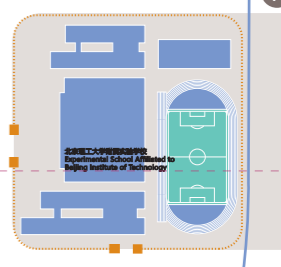 北京理工大学附属实验学校
Experimental School Affiliated to
Beijing Institute of Technology